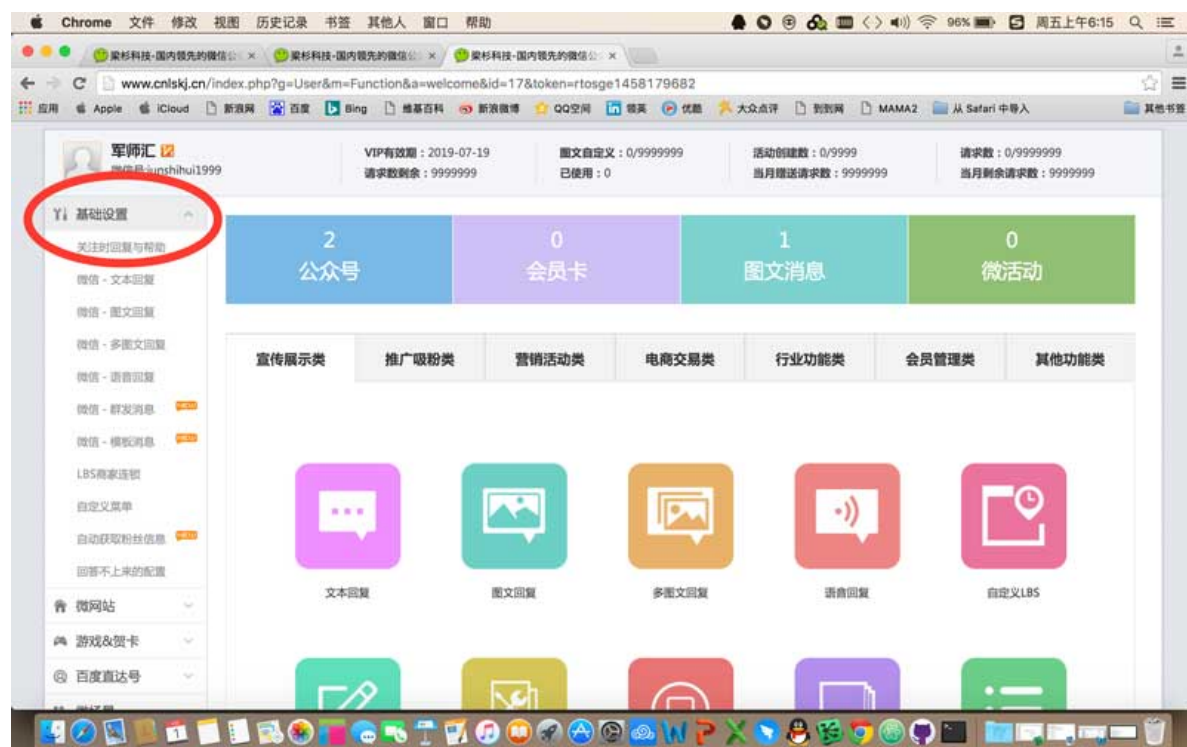 Chrome 文件 修改 视图 历史记录 书签 其他人 窗口 帮助 96% 周五上午6:15
梁杉科技-国内领先的微信公 梁杉科技-国内领先的微信公 梁杉科技-国内领先的微信公
www.cnlskj.cn/index.php?g=User&m=Function&a=welcome&id=17&token=rtosge1458179682
应用 Apple iCloud 新浪网 百度 Bing 维基百科 新浪微博 QQ空间 领英 优酷 大众点评 到到网 MAMA2 从 Safari 中导入 其他书签
军师汇 VIP有效期：2019-07-19 图文自定义：0/9999999 活动创建数：0/9999 请求数：0/9999999
微信号:junshihui1999 请求数剩余：9999999 已使用：0 当月赠送请求数：9999999 当月剩余请求数：9999999
基础设置
关注时回复与帮助
微信 - 文本回复
微信 - 图文回复
微信 - 多图文回复
微信 - 语音回复
微信 - 群发消息 NEW
微信 - 模板消息 NEW
LBS商家连锁
自定义菜单
自动获取粉丝信息 NEW
回答不上来的配置
微网站
游戏&贺卡
百度直达号
2 0 1 0
公众号 会员卡 图文消息 微活动
宣传展示类 推广吸粉类 营销活动类 电商交易类 行业功能类 会员管理类 其他功能类
文本回复 图文回复 多图文回复 语音回复 自定义LBS